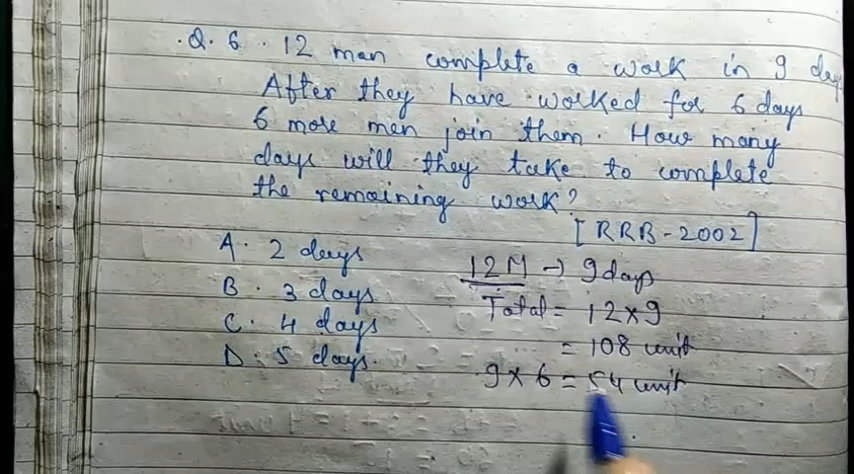 .Q. 6. 12 man complete a work in 9 day
After they have worked for 6 days
6 more men join them. How many
days will they take to complete
the remaining work?
[RRB-2002]
A. 2 days
B. 3 days
C. 4 days
D. 5 days.
12M → 9 days
Total = 12×9
= 108 unit
9×6 = 54 unit